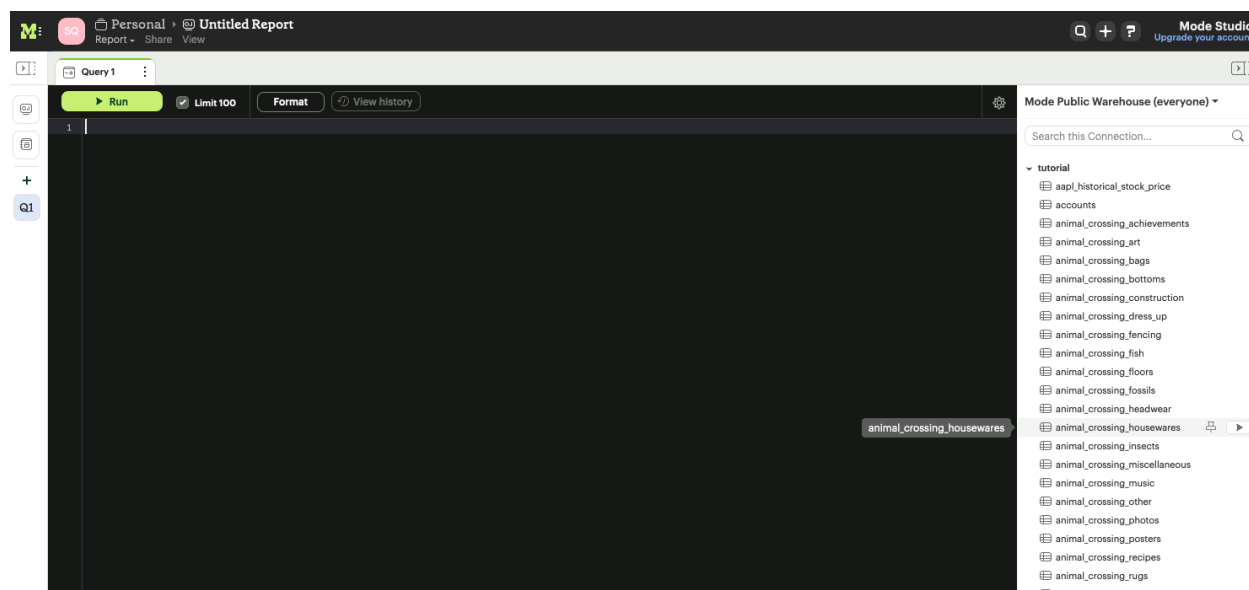 M
SQ
Personal › Untitled Report
Report Share View
Mode Studio
Upgrade your accoun
Query 1
Run
Limit 100
Format
View history
Mode Public Warehouse (everyone)
1
Search this Connection...
Q1
tutorial
aapl_historical_stock_price
accounts
animal_crossing_achievements
animal_crossing_art
animal_crossing_bags
animal_crossing_bottoms
animal_crossing_construction
animal_crossing_dress_up
animal_crossing_fencing
animal_crossing_fish
animal_crossing_floors
animal_crossing_fossils
animal_crossing_headwear
animal_crossing_housewares
animal_crossing_housewares
animal_crossing_insects
animal_crossing_miscellaneous
animal_crossing_music
animal_crossing_other
animal_crossing_photos
animal_crossing_posters
animal_crossing_recipes
animal_crossing_rugs